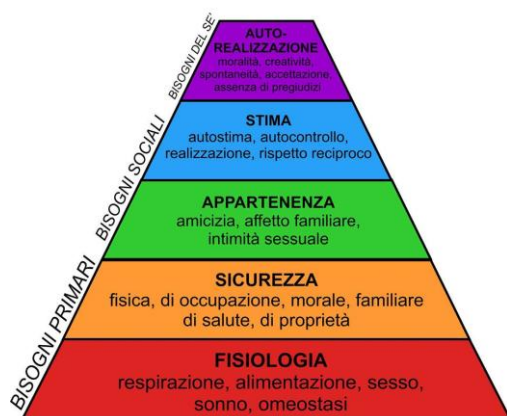 AUTO-
REALIZZAZIONE
moralità, creatività,
spontaneità, accettazione,
assenza di pregiudizi
STIMA
autostima, autocontrollo,
realizzazione, rispetto reciproco
APPARTENENZA
amicizia, affetto familiare,
intimità sessuale
SICUREZZA
fisica, di occupazione, morale, familiare
di salute, di proprietà
FISIOLOGIA
respirazione, alimentazione, sesso,
sonno, omeostasi
BISOGNI DEL SE'
BISOGNI SOCIALI
BISOGNI PRIMARI